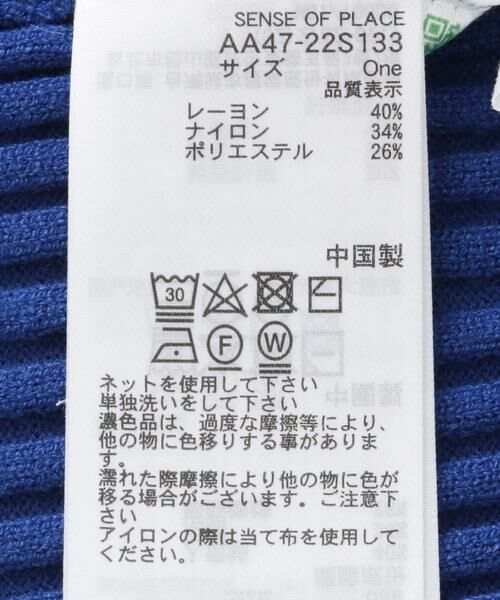 SENSE OF PLACE
AA47-22S133
サイズ One
品質表示
レーヨン 40%
ナイロン 34%
ポリエステル 26%
中国製
30
F W
ネットを使用して下さい
単独洗いをして下さい
濃色品は、過度な摩擦等により、
他の物に色移りする事がありま
す。
濡れた際摩擦により他の物に色が
移る場合がございます。ご注意下
さい
アイロンの際は当て布を使用して
ください。